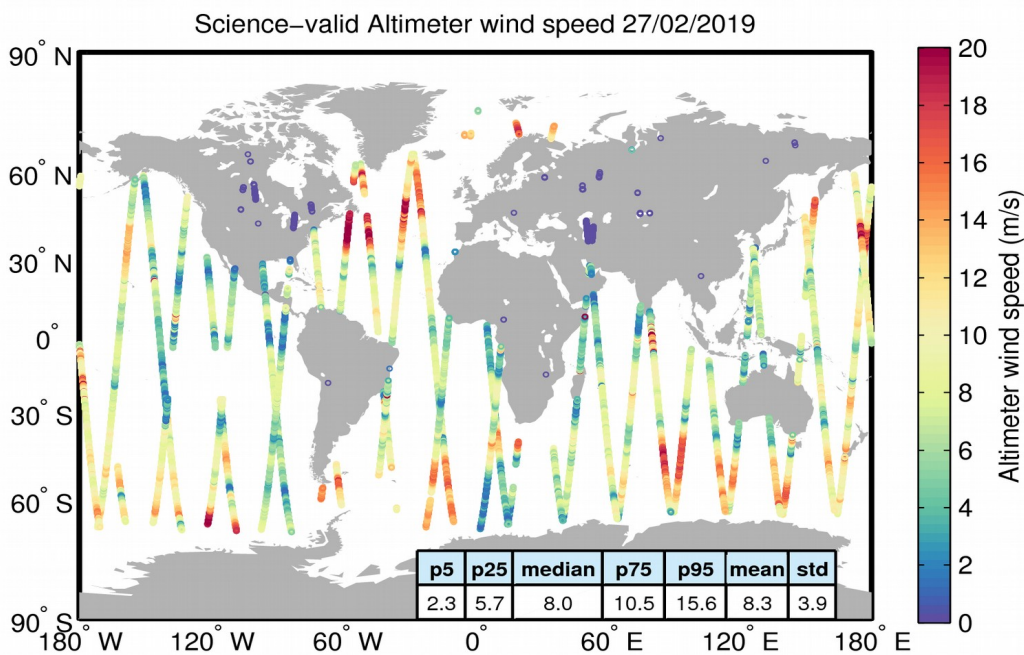 Science−valid Altimeter wind speed 27/02/2019
90° N
60° N
30° N
0°
30° S
60° S
90° S
180° W
120° W
60° W
0°
60° E
120° E
180° E
p5 p25 median p75 p95 mean std
2.3 5.7 8.0 10.5 15.6 8.3 3.9
20
18
16
14
12
10
8
6
4
2
0
Altimeter wind speed (m/s)